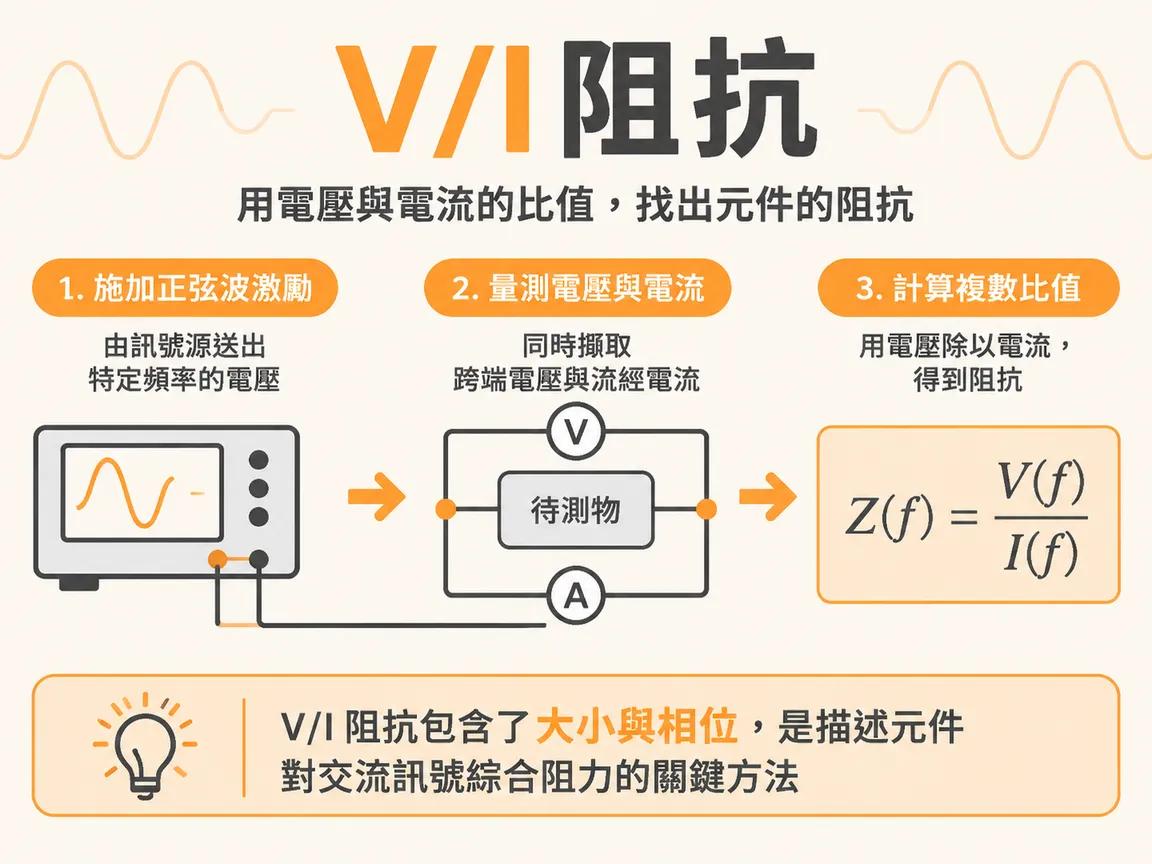 V/I 阻抗
用電壓與電流的比值，找出元件的阻抗
1. 施加正弦波激勵
由訊號源送出
特定頻率的電壓
2. 量測電壓與電流
同時擷取
跨端電壓與流經電流
V
待測物
A
3. 計算複數比值
用電壓除以電流，
得到阻抗
Z(f) = V(f) / I(f)
V/I 阻抗包含了大小與相位，是描述元件
對交流訊號綜合阻力的關鍵方法